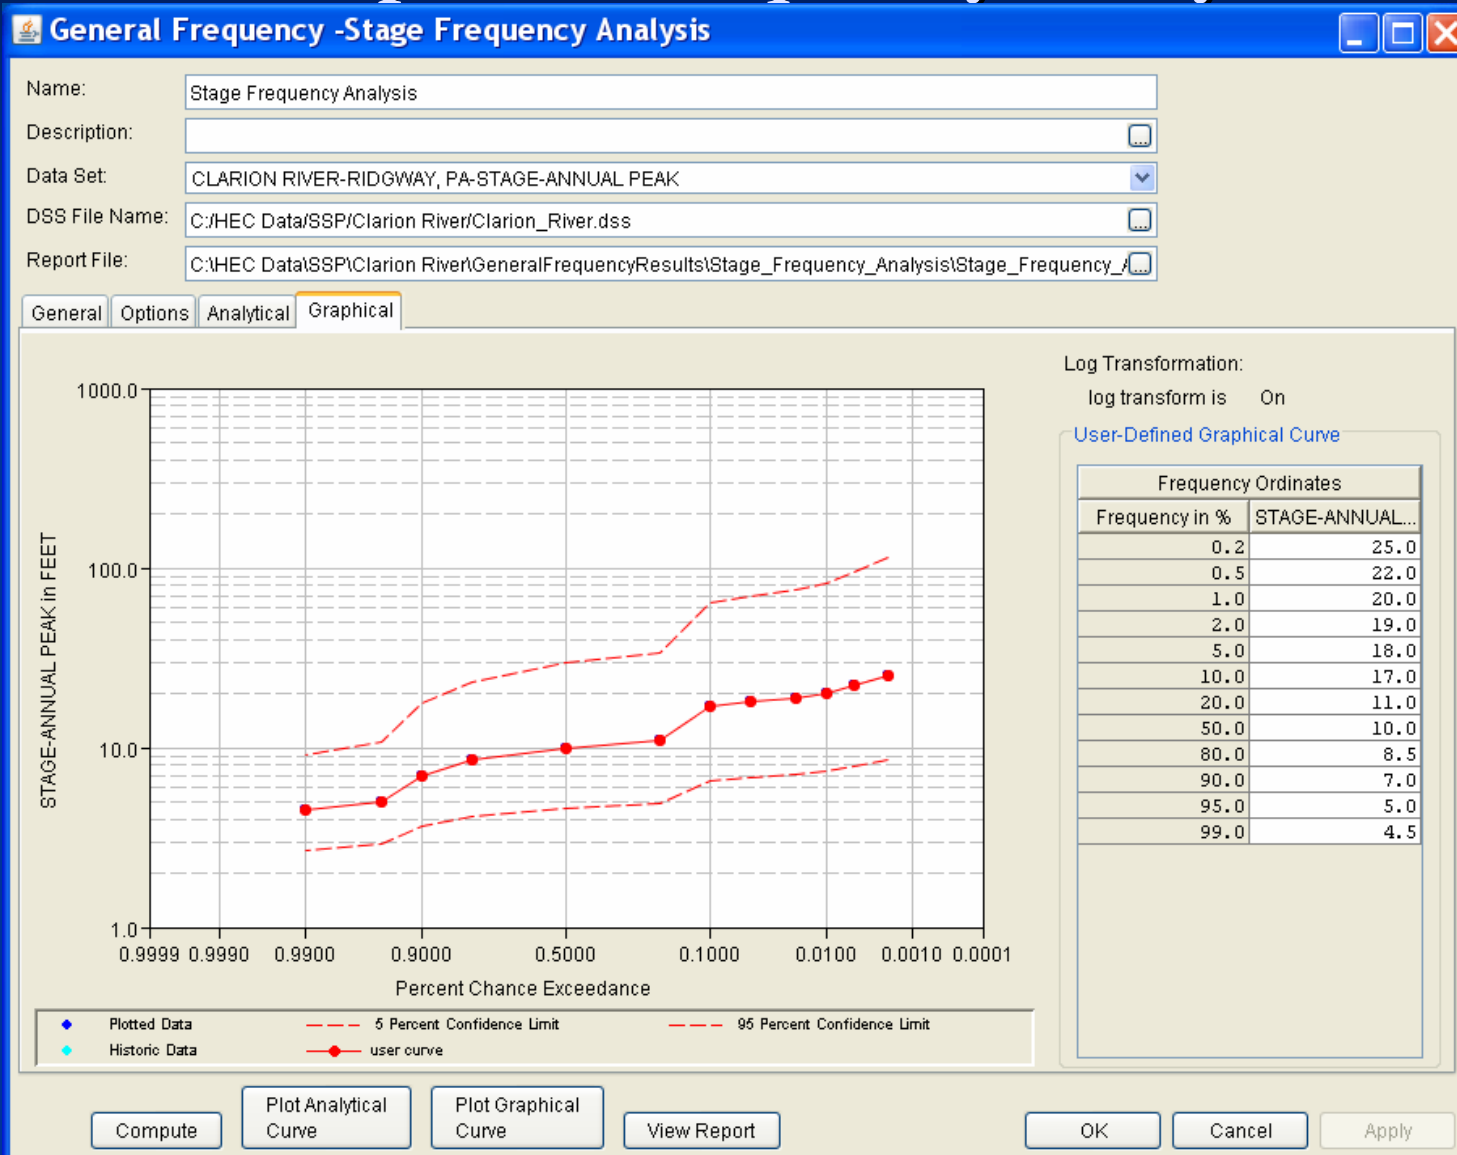 General Frequency -Stage Frequency Analysis
Name:
Stage Frequency Analysis
Description:
...
Data Set:
CLARION RIVER-RIDGWAY, PA-STAGE-ANNUAL PEAK
DSS File Name:
C:/HEC Data/SSP/Clarion River/Clarion_River.dss
...
Report File:
C:\HEC Data\SSP\Clarion River\GeneralFrequencyResults\Stage_Frequency_Analysis\Stage_Frequency_/
...
General Options Analytical Graphical
Log Transformation:
log transform is On
User-Defined Graphical Curve
Frequency Ordinates
Frequency in % STAGE-ANNUAL...
0.2 25.0
0.5 22.0
1.0 20.0
2.0 19.0
5.0 18.0
10.0 17.0
20.0 11.0
50.0 10.0
80.0 8.5
90.0 7.0
95.0 5.0
99.0 4.5
STAGE-ANNUAL PEAK in FEET
1000.0
100.0
10.0
1.0
0.9999 0.9990 0.9900 0.9000 0.5000 0.1000 0.0100 0.0010 0.0001
Percent Chance Exceedance
Plotted Data 5 Percent Confidence Limit 95 Percent Confidence Limit
Historic Data user curve
Compute
Plot Analytical
Curve
Plot Graphical
Curve
View Report
OK
Cancel
Apply